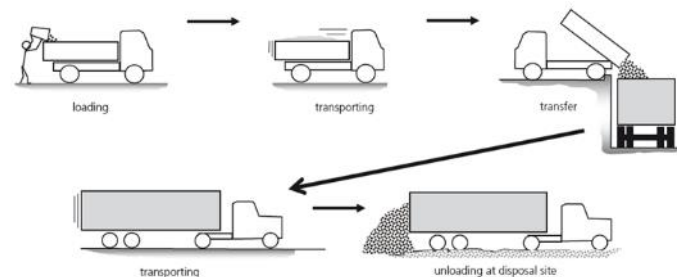 loading
transporting
transfer
transporting
unloading at disposal site